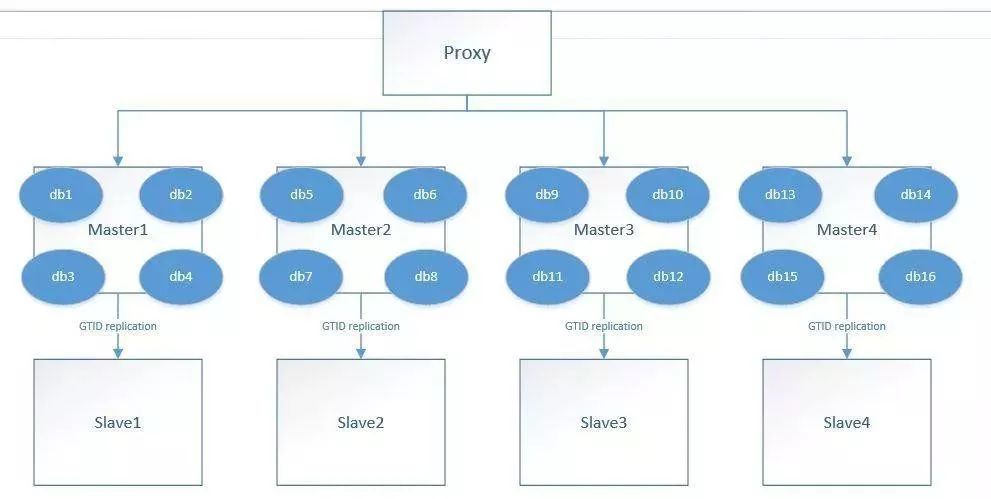 Proxy
db1 db2 db5 db6 db9 db10 db13 db14
Master1 Master2 Master3 Master4
db3 db4 db7 db8 db11 db12 db15 db16
GTID replication GTID replication GTID replication GTID replication
Slave1 Slave2 Slave3 Slave4